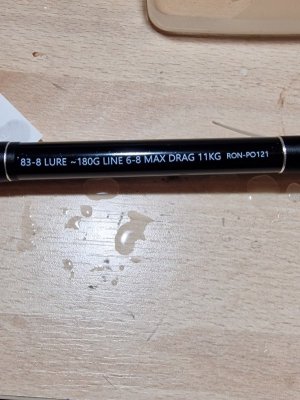 83-8 LURE ~180G LINE 6-8 MAX DRAG 11KG RON-PO121